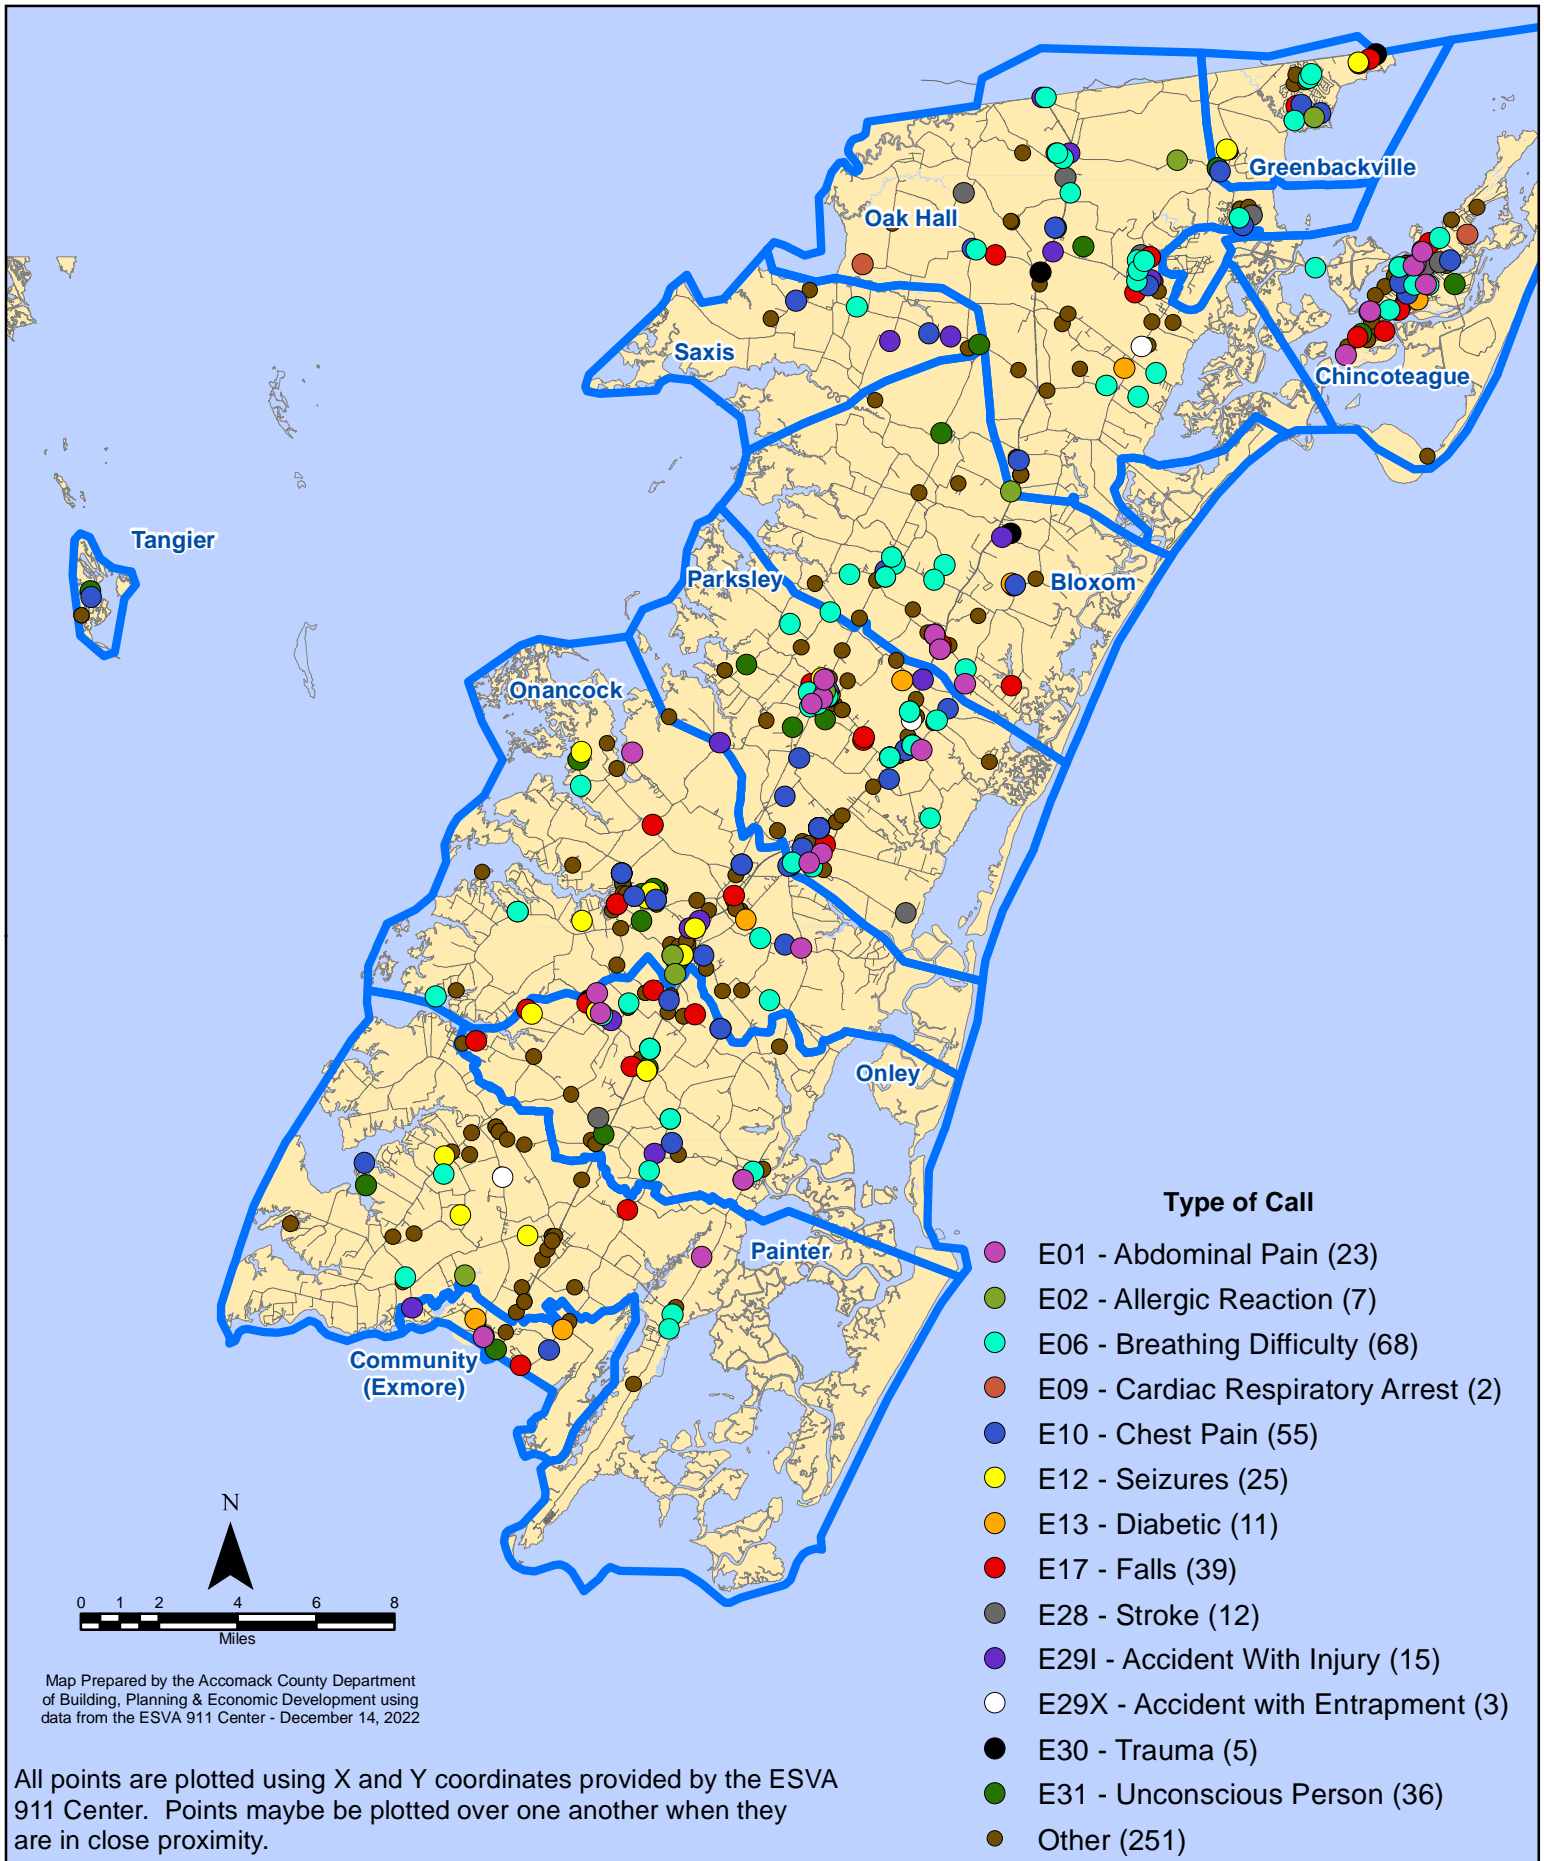 Greenbackville
Oak Hall
Saxis
Chincoteague
Tangier
Parksley
Bloxom
Onancock
Onley
Painter
Community
(Exmore)
Type of Call
E01 - Abdominal Pain (23)
E02 - Allergic Reaction (7)
E06 - Breathing Difficulty (68)
E09 - Cardiac Respiratory Arrest (2)
E10 - Chest Pain (55)
E12 - Seizures (25)
E13 - Diabetic (11)
E17 - Falls (39)
E28 - Stroke (12)
E29I - Accident With Injury (15)
E29X - Accident with Entrapment (3)
E30 - Trauma (5)
E31 - Unconscious Person (36)
Other (251)
N
0 1 2 4 6 8
Miles
Map Prepared by the Accomack County Department
of Building, Planning & Economic Development using
data from the ESVA 911 Center - December 14, 2022
All points are plotted using X and Y coordinates provided by the ESVA
911 Center. Points maybe be plotted over one another when they
are in close proximity.